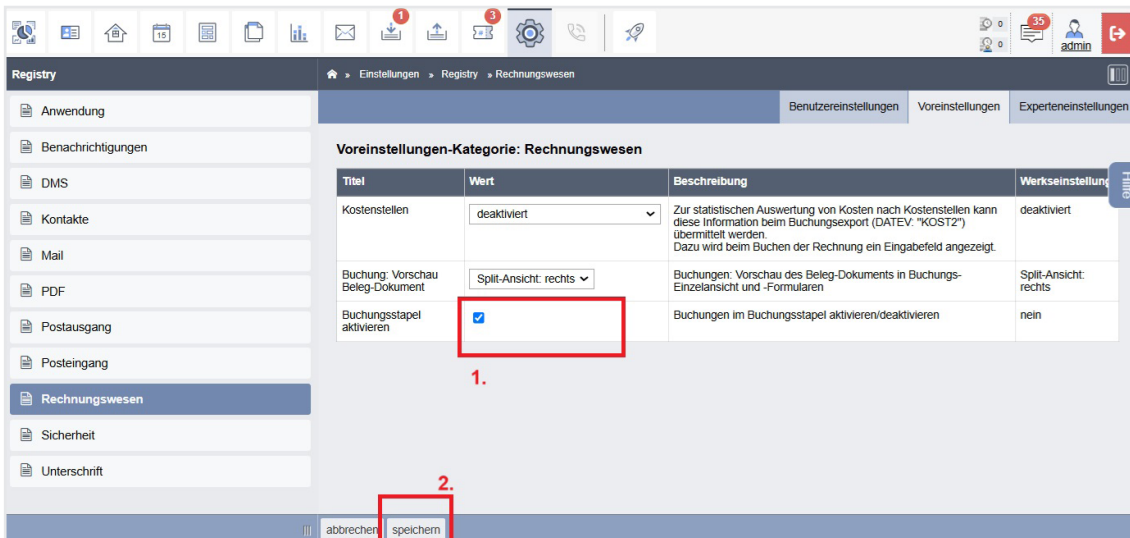 15
1
3
0
0
35
admin
Registry
» Einstellungen » Registry » Rechnungswesen
Anwendung
Benachrichtigungen
DMS
Kontakte
Mail
PDF
Postausgang
Posteingang
Rechnungswesen
Sicherheit
Unterschrift
Benutzereinstellungen
Voreinstellungen
Experteneinstellungen
Voreinstellungen-Kategorie: Rechnungswesen
Titel
Wert
Beschreibung
Werkseinstellung
Kostenstellen
deaktiviert
Zur statistischen Auswertung von Kosten nach Kostenstellen kann
diese Information beim Buchungsexport (DATEV: "KOST2")
übermittelt werden.
Dazu wird beim Buchen der Rechnung ein Eingabefeld angezeigt.
deaktiviert
Buchung: Vorschau
Beleg-Dokument
Split-Ansicht: rechts
Buchungen: Vorschau des Beleg-Dokuments in Buchungs-
Einzelansicht und -Formularen
Split-Ansicht:
rechts
Buchungsstapel
aktivieren
Buchungen im Buchungsstapel aktivieren/deaktivieren
nein
Hilfe
1.
2.
abbrechen
speichern